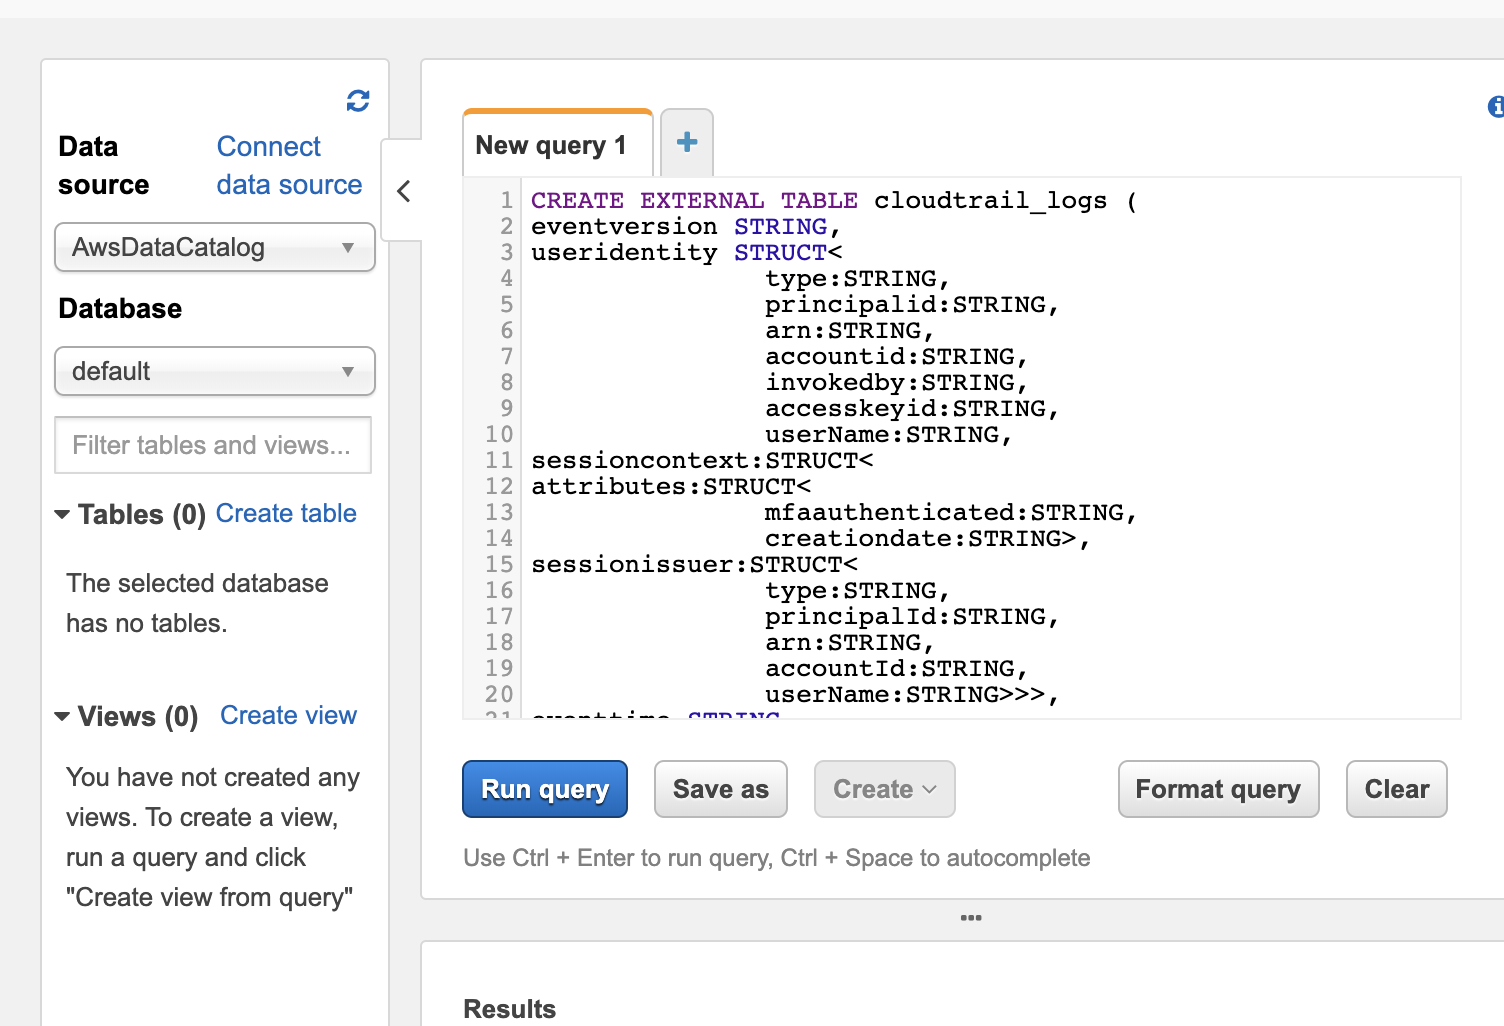 Data source
Connect data source
AwsDataCatalog
Database
default
Filter tables and views...
Tables (0) Create table
The selected database
has no tables.
Views (0) Create view
You have not created any
views. To create a view,
run a query and click
"Create view from query"
New query 1
1 CREATE EXTERNAL TABLE cloudtrail_logs (
2 eventversion STRING,
3 useridentity STRUCT<
4 type:STRING,
5 principalid:STRING,
6 arn:STRING,
7 accountid:STRING,
8 invokedby:STRING,
9 accesskeyid:STRING,
10 userName:STRING,
11 sessioncontext:STRUCT<
12 attributes:STRUCT<
13 mfaauthenticated:STRING,
14 creationdate:STRING>,
15 sessionissuer:STRUCT<
16 type:STRING,
17 principalId:STRING,
18 arn:STRING,
19 accountId:STRING,
20 userName:STRING>>>,
21 eventtime STRING
Run query Save as Create Format query Clear
Use Ctrl + Enter to run query, Ctrl + Space to autocomplete
Results